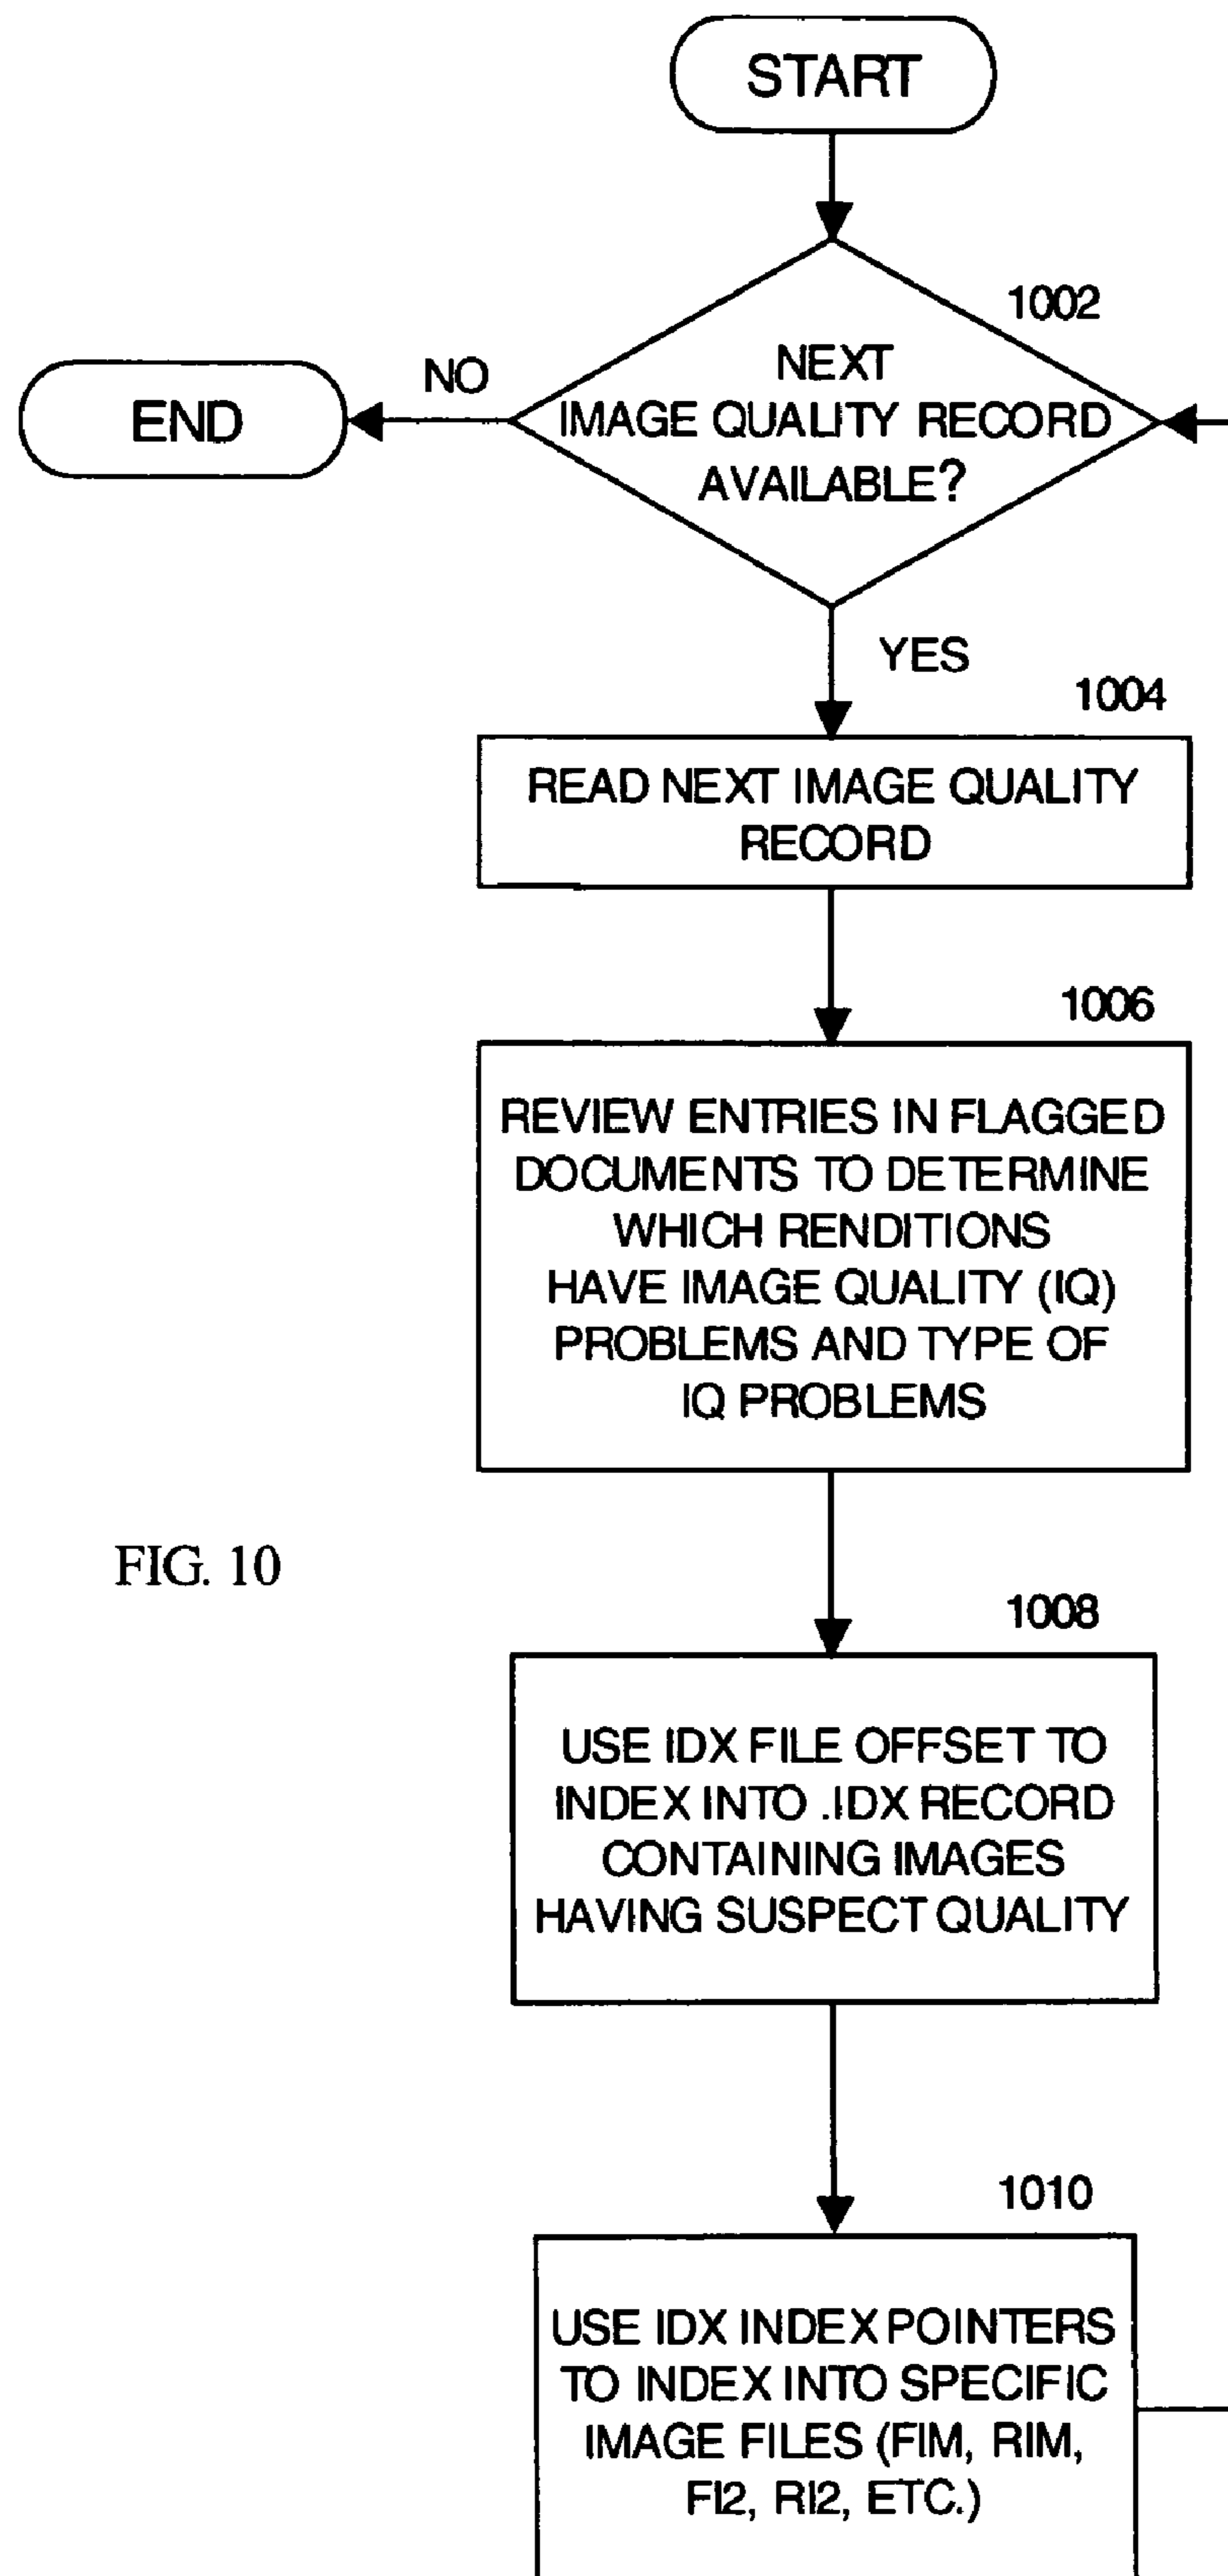 START
1002
NEXT
IMAGE QUALITY RECORD
AVAILABLE?
NO
END
YES
1004
READ NEXT IMAGE QUALITY
RECORD
1006
REVIEW ENTRIES IN FLAGGED
DOCUMENTS TO DETERMINE
WHICH RENDITIONS
HAVE IMAGE QUALITY (IQ)
PROBLEMS AND TYPE OF
IQ PROBLEMS
FIG. 10
1008
USE IDX FILE OFFSET TO
INDEX INTO .IDX RECORD
CONTAINING IMAGES
HAVING SUSPECT QUALITY
1010
USE IDX INDEX POINTERS
TO INDEX INTO SPECIFIC
IMAGE FILES (FIM, RIM,
FI2, RI2, ETC.)